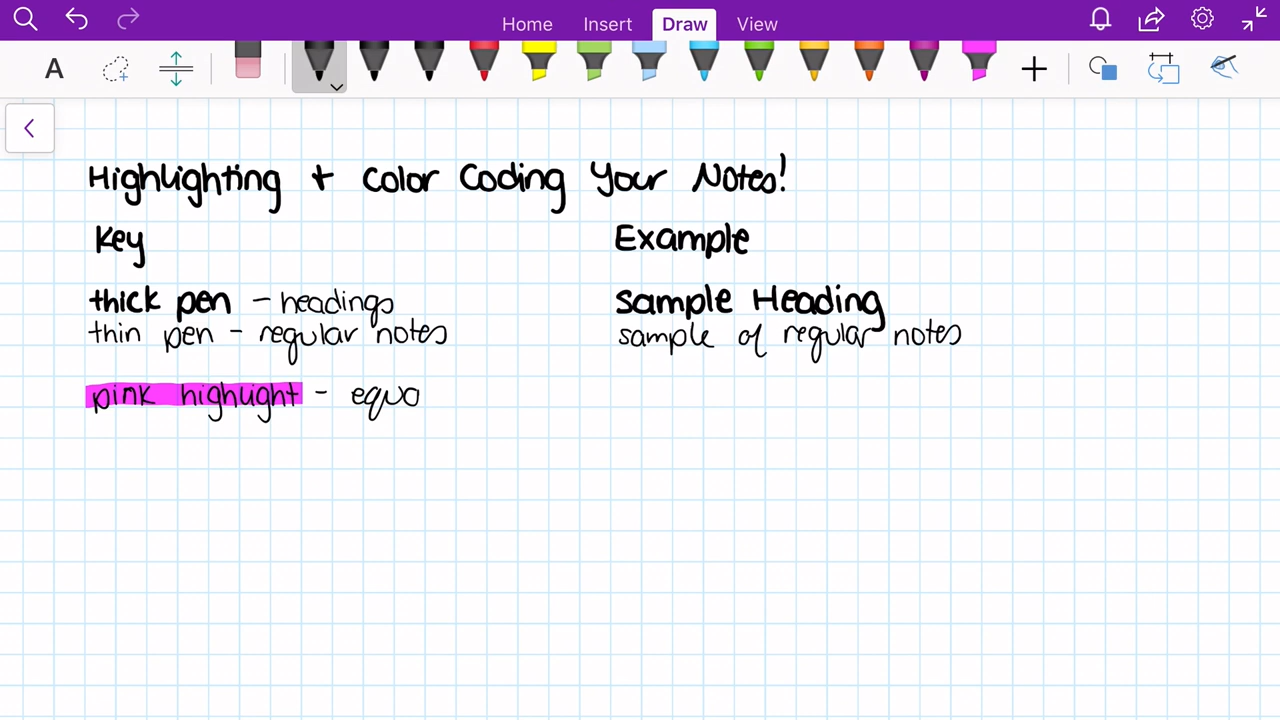 Home Insert Draw View
A
Highlighting + Color Coding Your Notes!
Key
Example
thick pen - headings
Sample Heading
thin pen - regular notes
sample of regular notes
pink highlight - equa